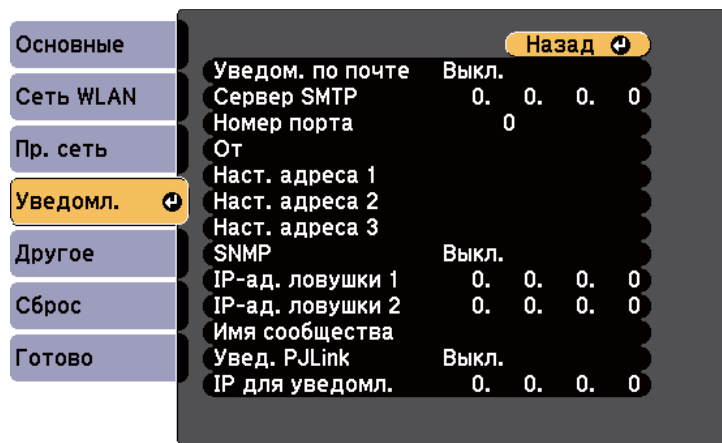 Основные
Сеть WLAN
Пр. сеть
Уведомл.
Другое
Сброс
Готово
Назад
Уведом. по почте Выкл.
Сервер SMTP 0. 0. 0. 0
Номер порта 0
От
Наст. адреса 1
Наст. адреса 2
Наст. адреса 3
SNMP Выкл.
IP-ад. ловушки 1 0. 0. 0. 0
IP-ад. ловушки 2 0. 0. 0. 0
Имя сообщества
Увед. PJLink Выкл.
IP для уведомл. 0. 0. 0. 0